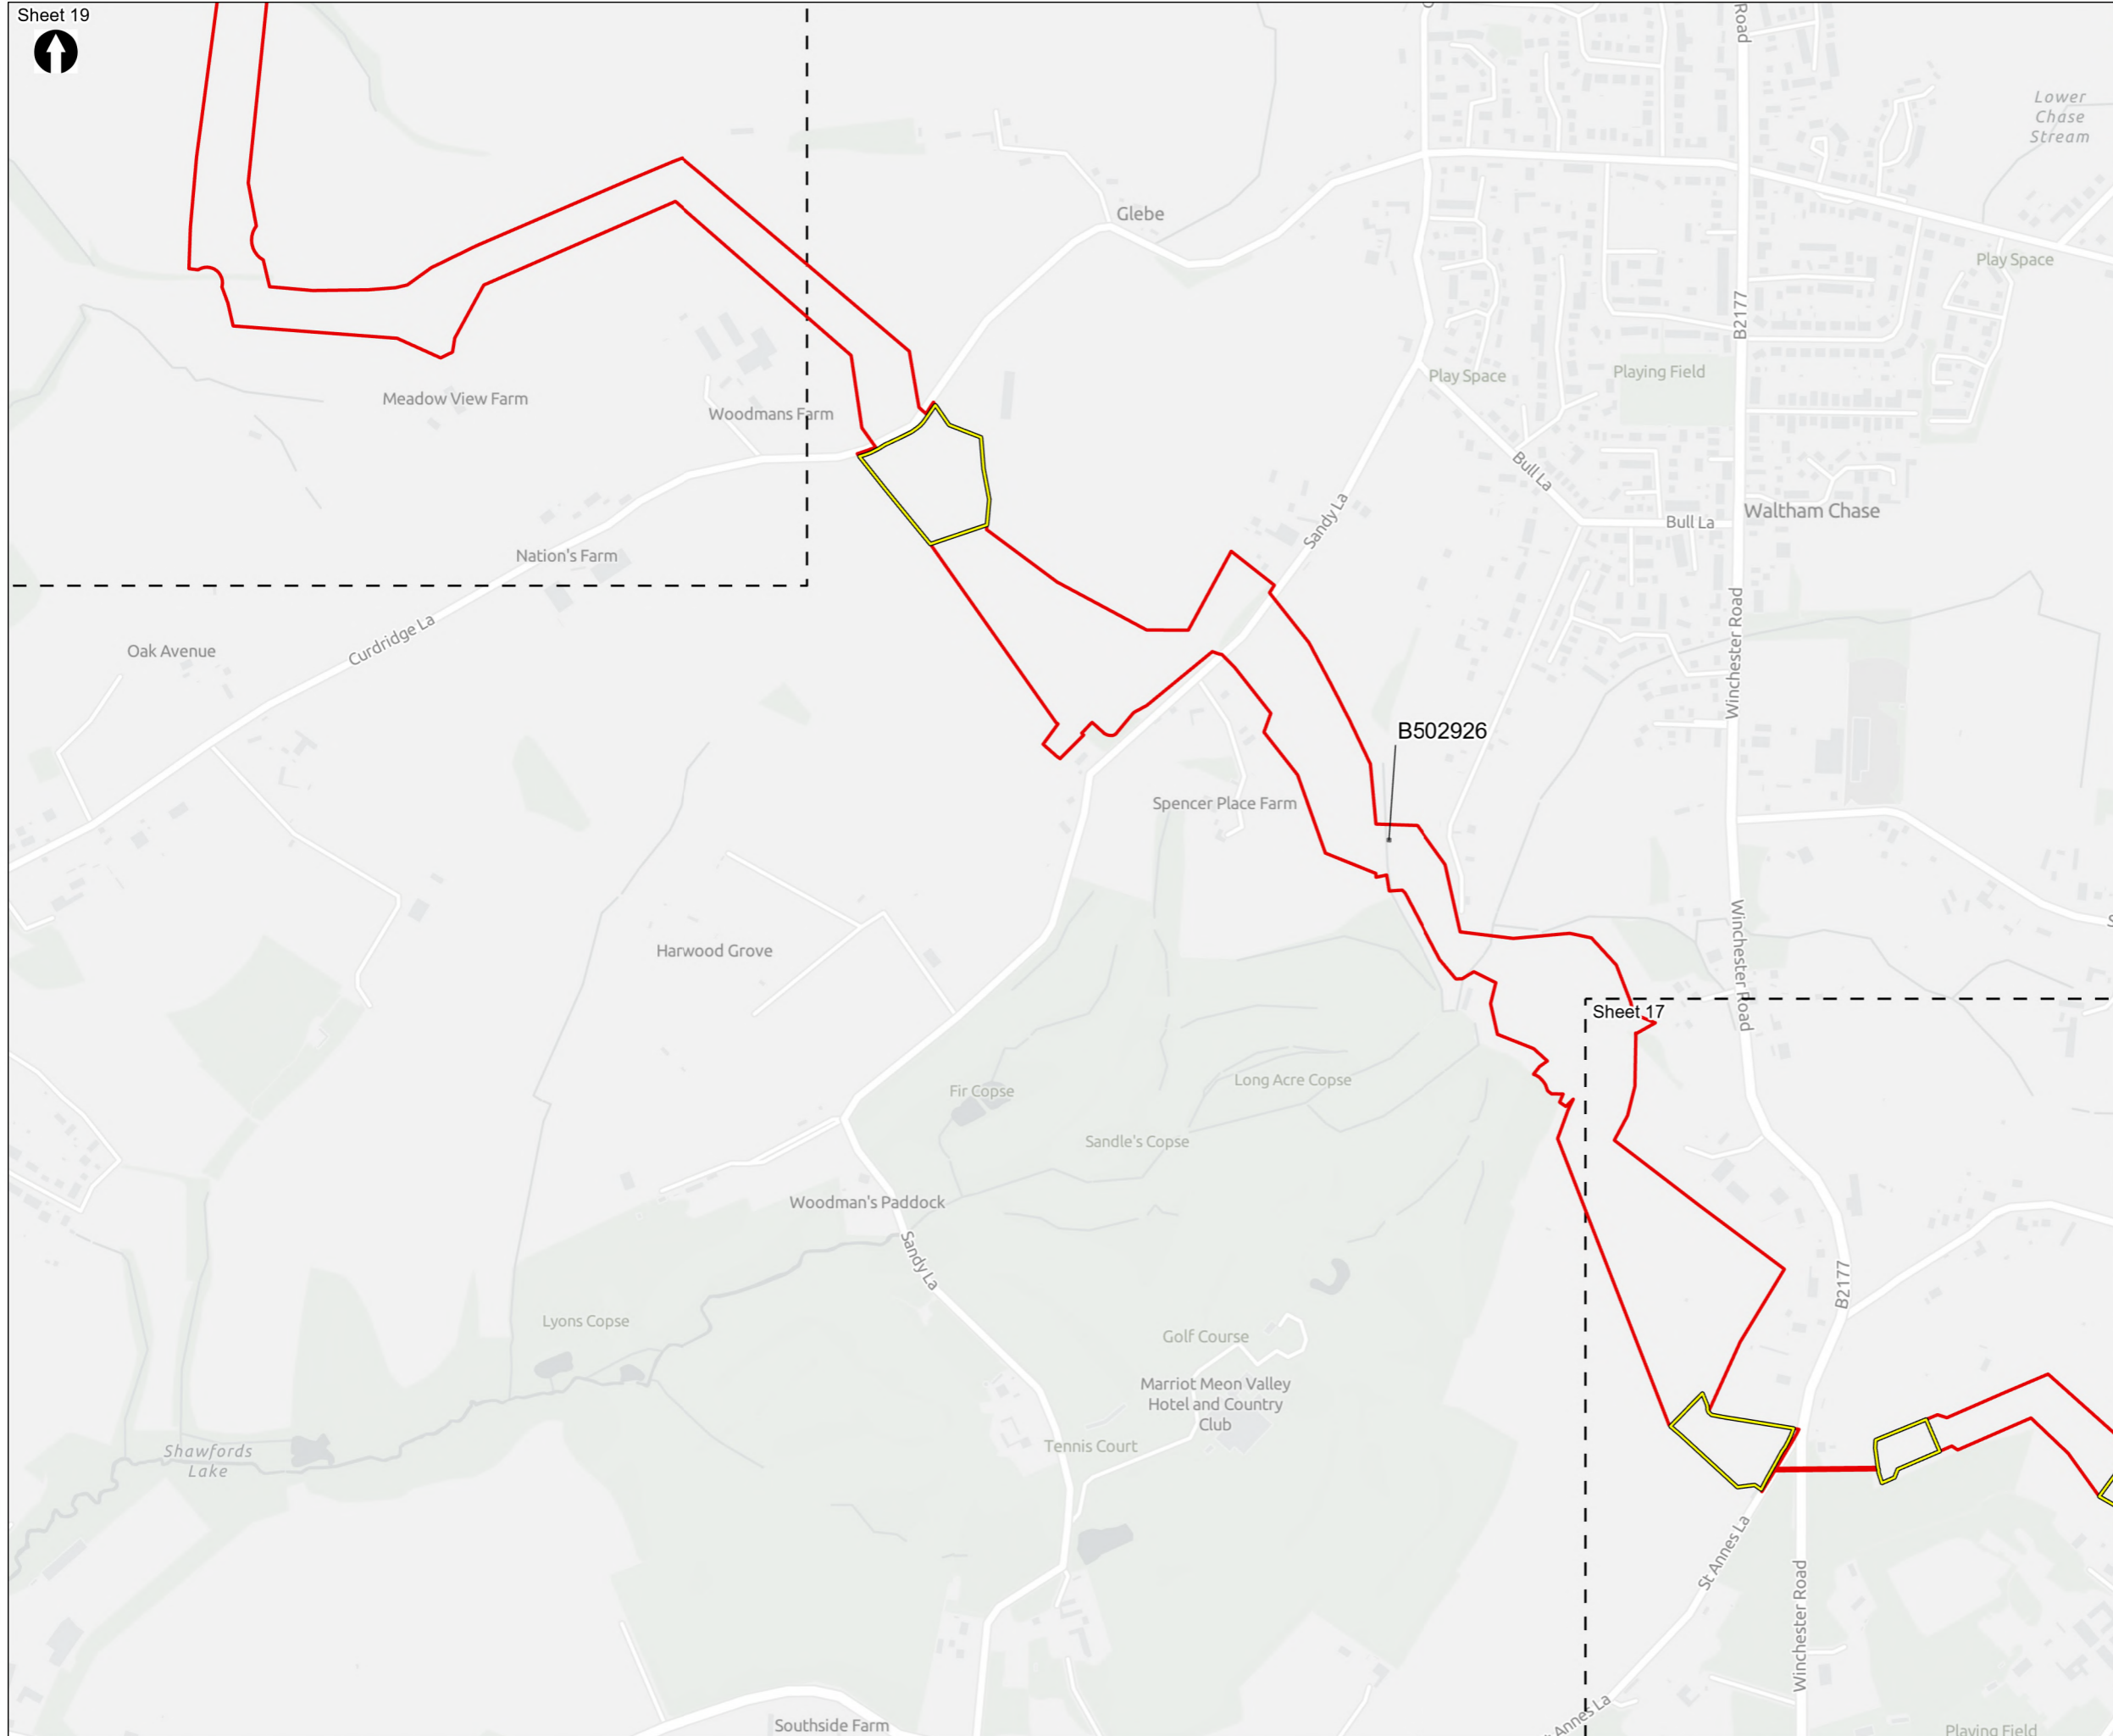 Sheet 19
Road
Lower
Chase
Stream
Glebe
Play Space
B2177
Play Space
Playing Field
Meadow View Farm
Woodmans Farm
Bull La
Sandy La
Waltham Chase
Bull La
Nation's Farm
Curdridge La
Oak Avenue
Winchester Road
B502926
Spencer Place Farm
Harwood Grove
Winchester Road
Sheet 17
Long Acre Copse
Fir Copse
Sandle's Copse
Woodman's Paddock
Sandy La
B2177
Lyons Copse
Golf Course
Marriot Meon Valley
Hotel and Country
Club
Tennis Court
Shawfords
Lake
St Annes La
Winchester Road
Annes La
Southside Farm
Playing Field